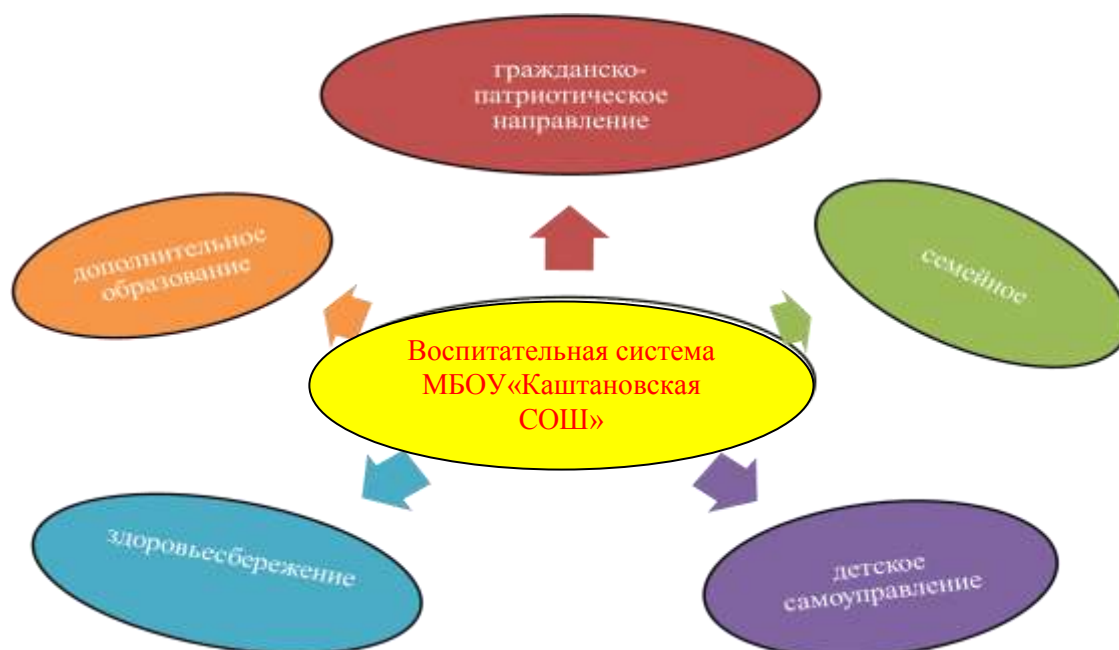 гражданско-
патриотическое
направление
дополнительное
образование
семейное
Воспитательная система
МБОУ«Каштановская
СОШ»
здоровьесбережение
детское
самоуправление